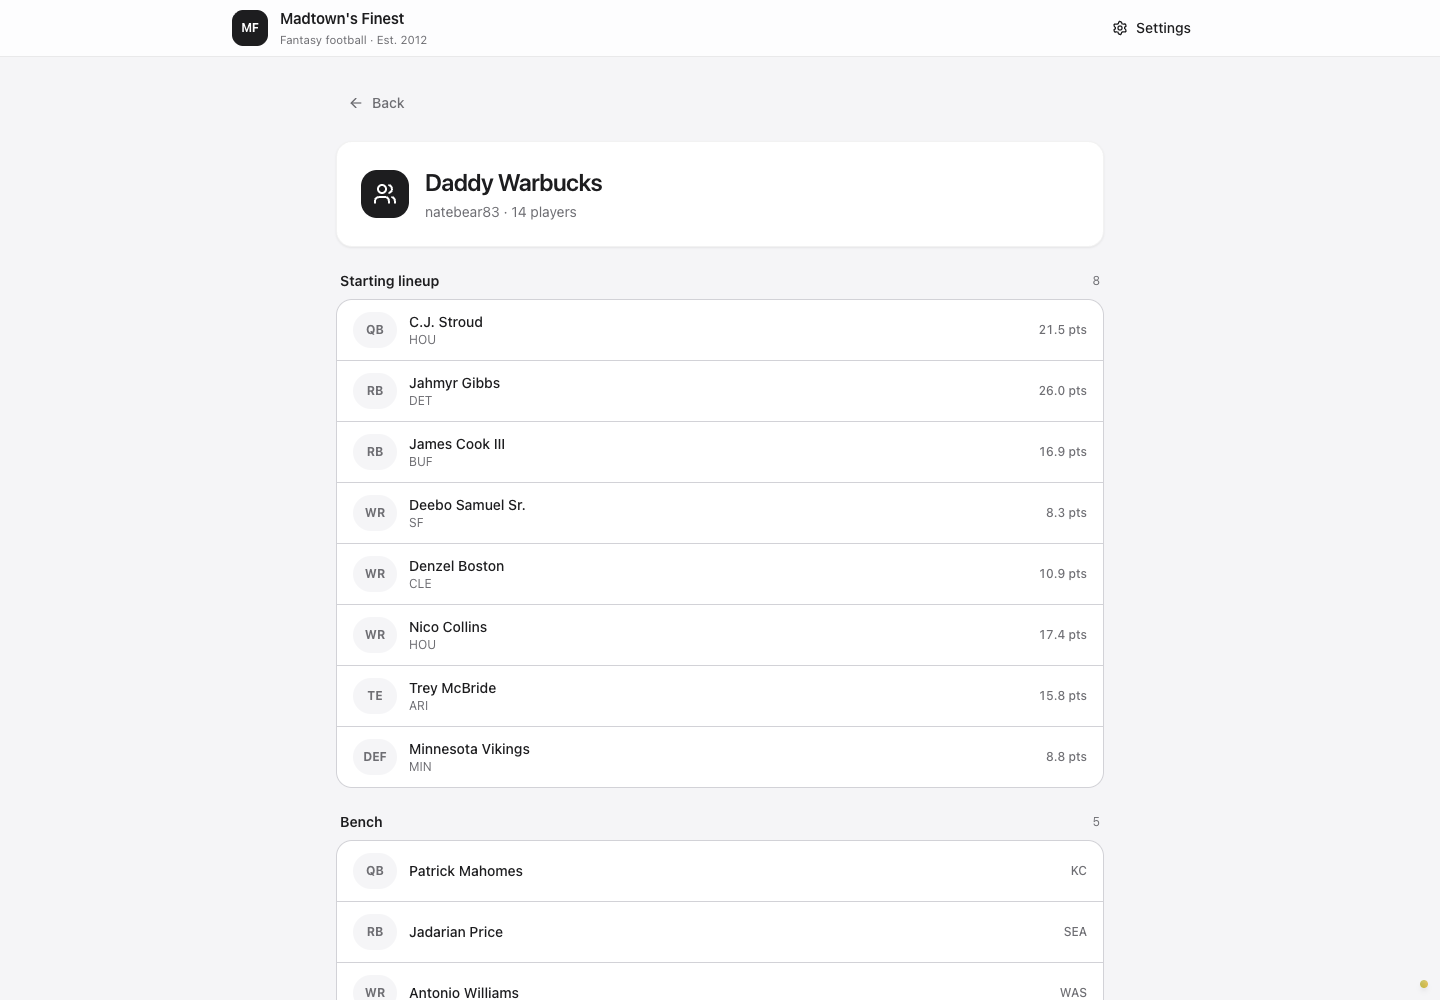 MF
Madtown's Finest
Fantasy football · Est. 2012
Settings
Back
Daddy Warbucks
natebear83 · 14 players
Starting lineup
8
QB
C.J. Stroud
HOU
21.5 pts
RB
Jahmyr Gibbs
DET
26.0 pts
RB
James Cook III
BUF
16.9 pts
WR
Deebo Samuel Sr.
SF
8.3 pts
WR
Denzel Boston
CLE
10.9 pts
WR
Nico Collins
HOU
17.4 pts
TE
Trey McBride
ARI
15.8 pts
DEF
Minnesota Vikings
MIN
8.8 pts
Bench
5
QB
Patrick Mahomes
KC
RB
Jadarian Price
SEA
WR
Antonio Williams
WAS